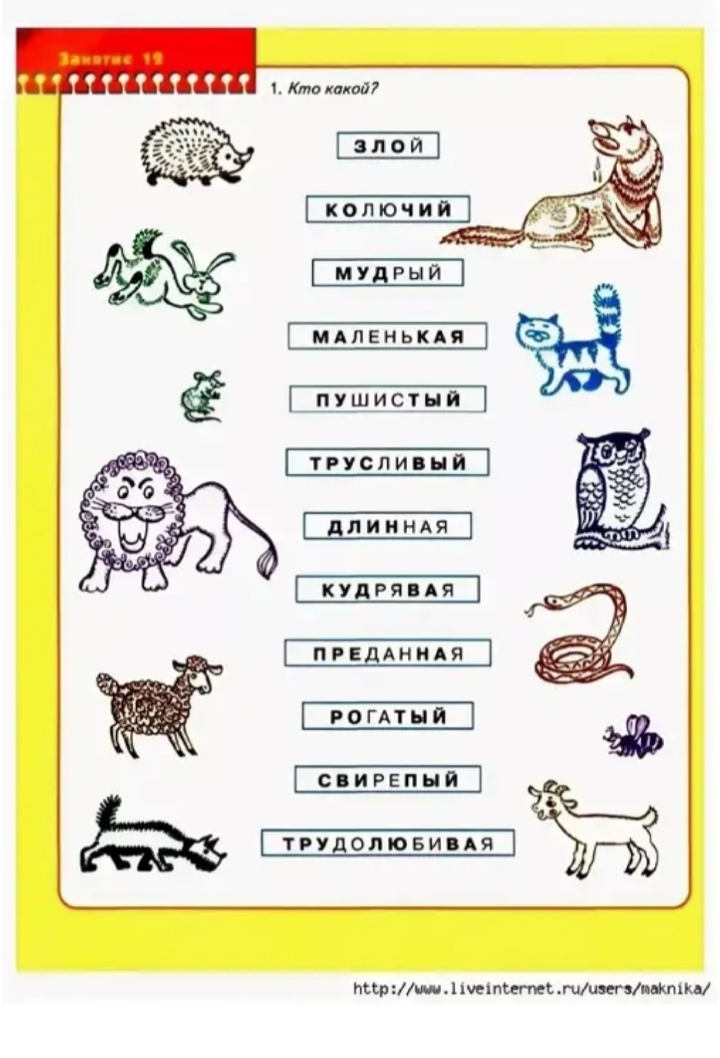 Занятие 12
1. Кто какой?
ЗЛОЙ
КОЛЮЧИЙ
МУДРЫЙ
МАЛЕНЬКАЯ
ПУШИСТЫЙ
ТРУСЛИВЫЙ
ДЛИННАЯ
КУДРЯВАЯ
ПРЕДАННАЯ
РОГАТЫЙ
СВИРЕПЫЙ
ТРУДОЛЮБИВАЯ
http://www.liveinternet.ru/users/maknika/